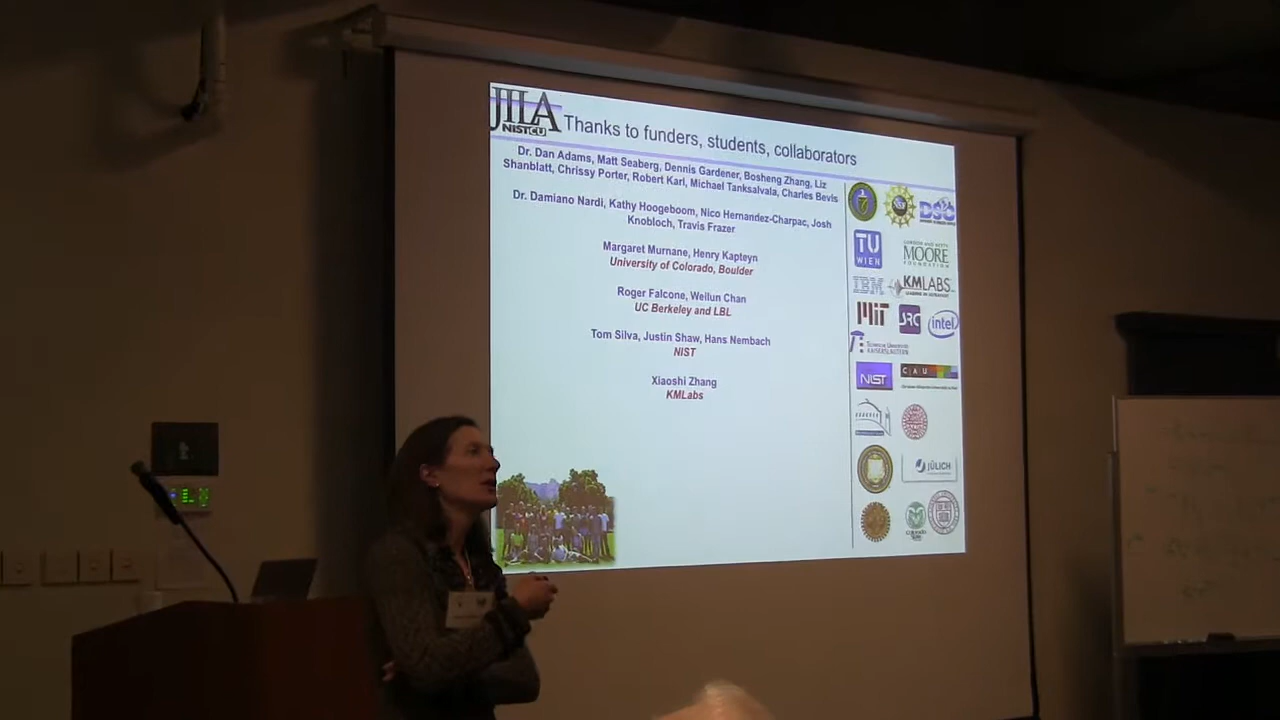 JILA
NIST-CU
Thanks to funders, students, collaborators
Dr. Dan Adams, Matt Seaberg, Dennis Gardener, Bosheng Zhang, Liz
Shanblatt, Chrissy Porter, Robert Karl, Michael Tanksalvala, Charles Bevis
Dr. Damiano Nardi, Kathy Hoogeboom, Nico Hernandez-Charpac, Josh
Knobloch, Travis Frazer
Margaret Murnane, Henry Kapteyn
University of Colorado, Boulder
Roger Falcone, Weilun Chan
UC Berkeley and LBL
Tom Silva, Justin Shaw, Hans Nembach
NIST
Xiaoshi Zhang
KMLabs
NSF
TU
WIEN
MOORE
FOUNDATION
IBM
KMLABS
MIT
SRC
intel
KAISERSLAUTERN
NIST
CAU
JÜLICH